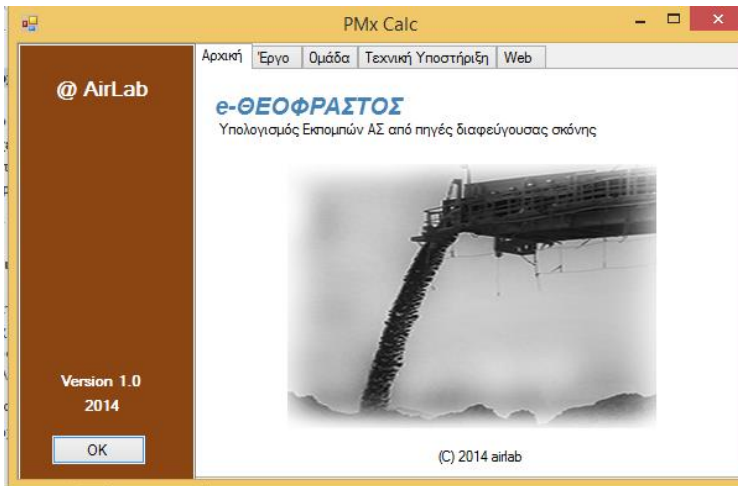 PMx Calc
Αρχική Έργο Ομάδα Τεχνική Υποστήριξη Web
@ AirLab
e-ΘΕΟΦΡΑΣΤΟΣ
Υπολογισμός Εκπομπών ΑΣ από πηγές διαφεύγουσας σκόνης
Version 1.0
2014
OK
(C) 2014 airlab